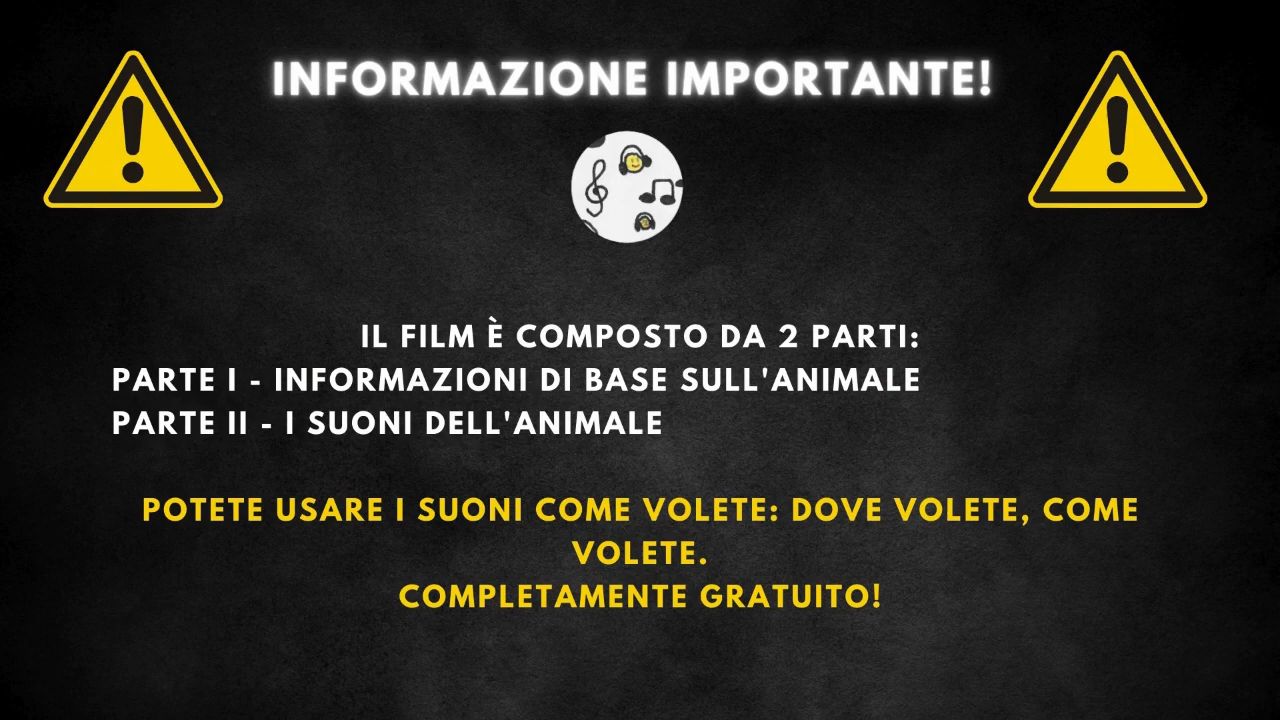 INFORMAZIONE IMPORTANTE!
IL FILM È COMPOSTO DA 2 PARTI:
PARTE I - INFORMAZIONI DI BASE SULL'ANIMALE
PARTE II - I SUONI DELL'ANIMALE
POTETE USARE I SUONI COME VOLETE: DOVE VOLETE, COME
VOLETE.
COMPLETAMENTE GRATUITO!